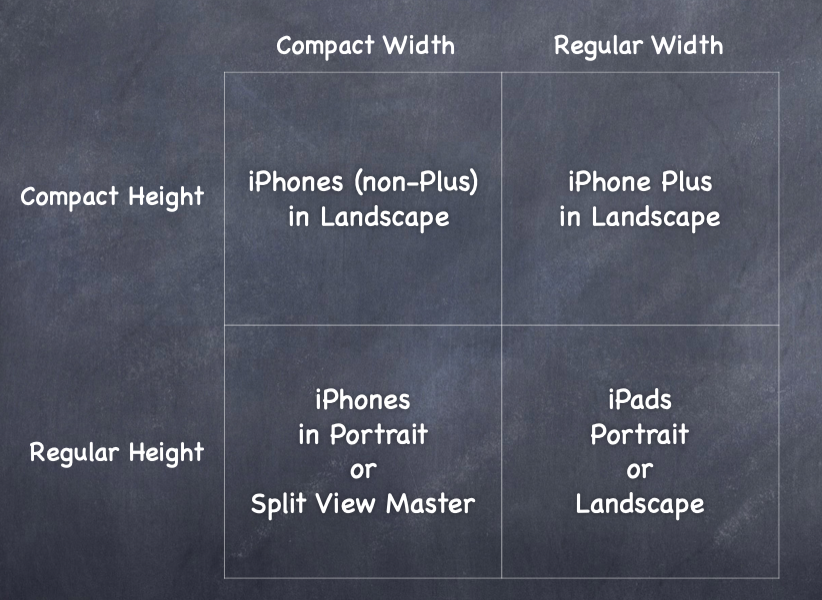 Compact Width
Regular Width
Compact Height
iPhones (non-Plus)
in Landscape
iPhone Plus
in Landscape
Regular Height
iPhones
in Portrait
or
Split View Master
iPads
Portrait
or
Landscape